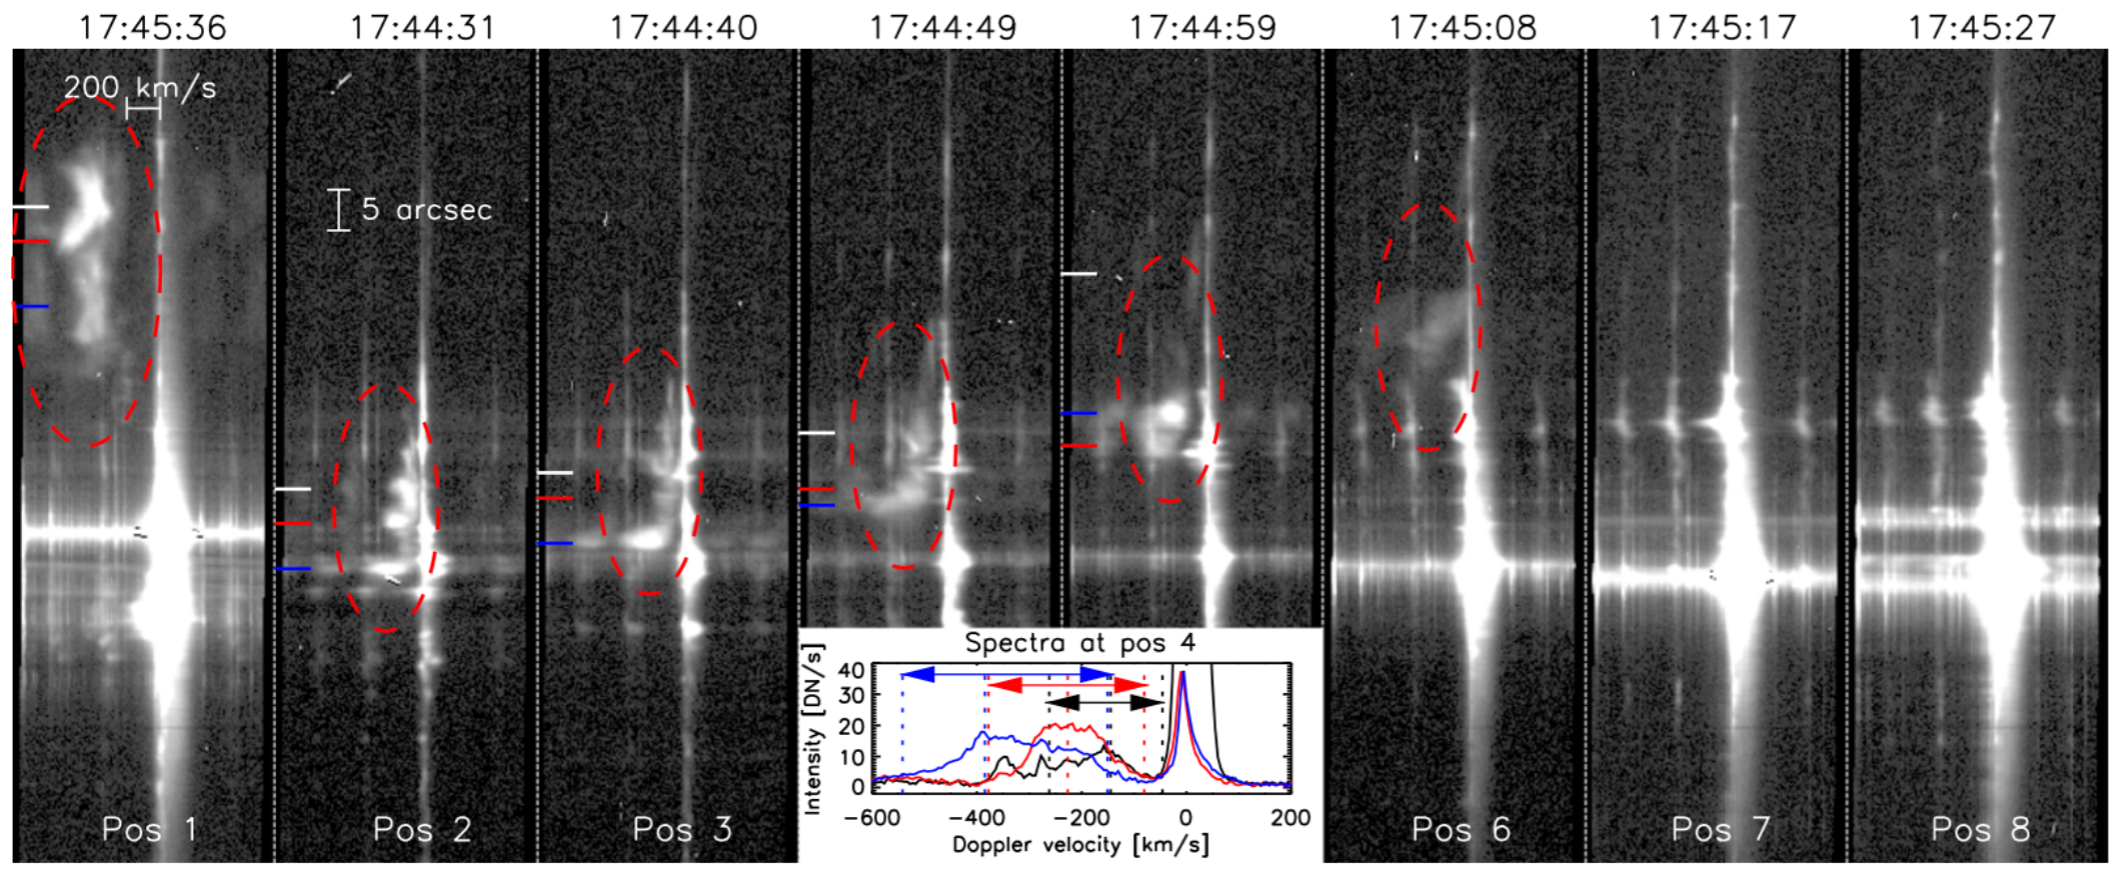 17:45:36 17:44:31 17:44:40 17:44:49 17:44:59 17:45:08 17:45:17 17:45:27
200 km/s
5 arcsec
Spectra at pos 4
Intensity [DN/s]
40
30
20
10
0
−600 −400 −200 0 200
Doppler velocity [km/s]
Pos 1 Pos 2 Pos 3 Pos 6 Pos 7 Pos 8